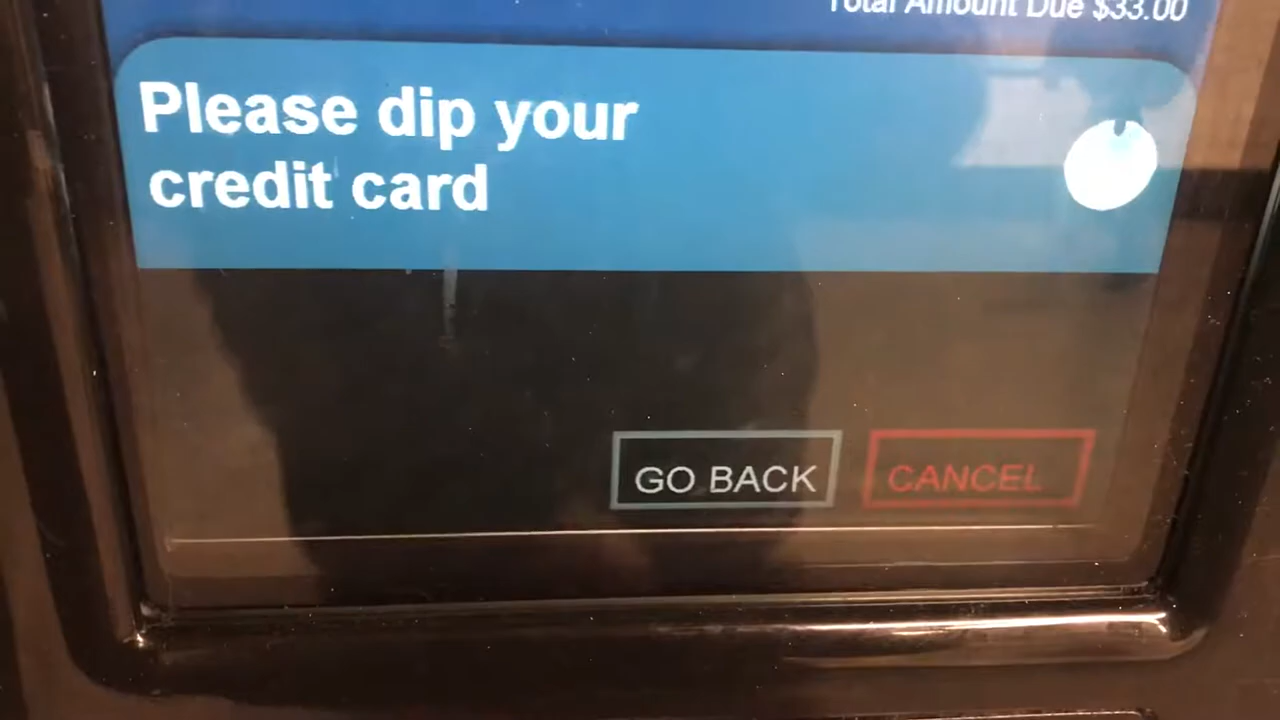 Total Amount Due $33.00
Please dip your
credit card
GO BACK
CANCEL